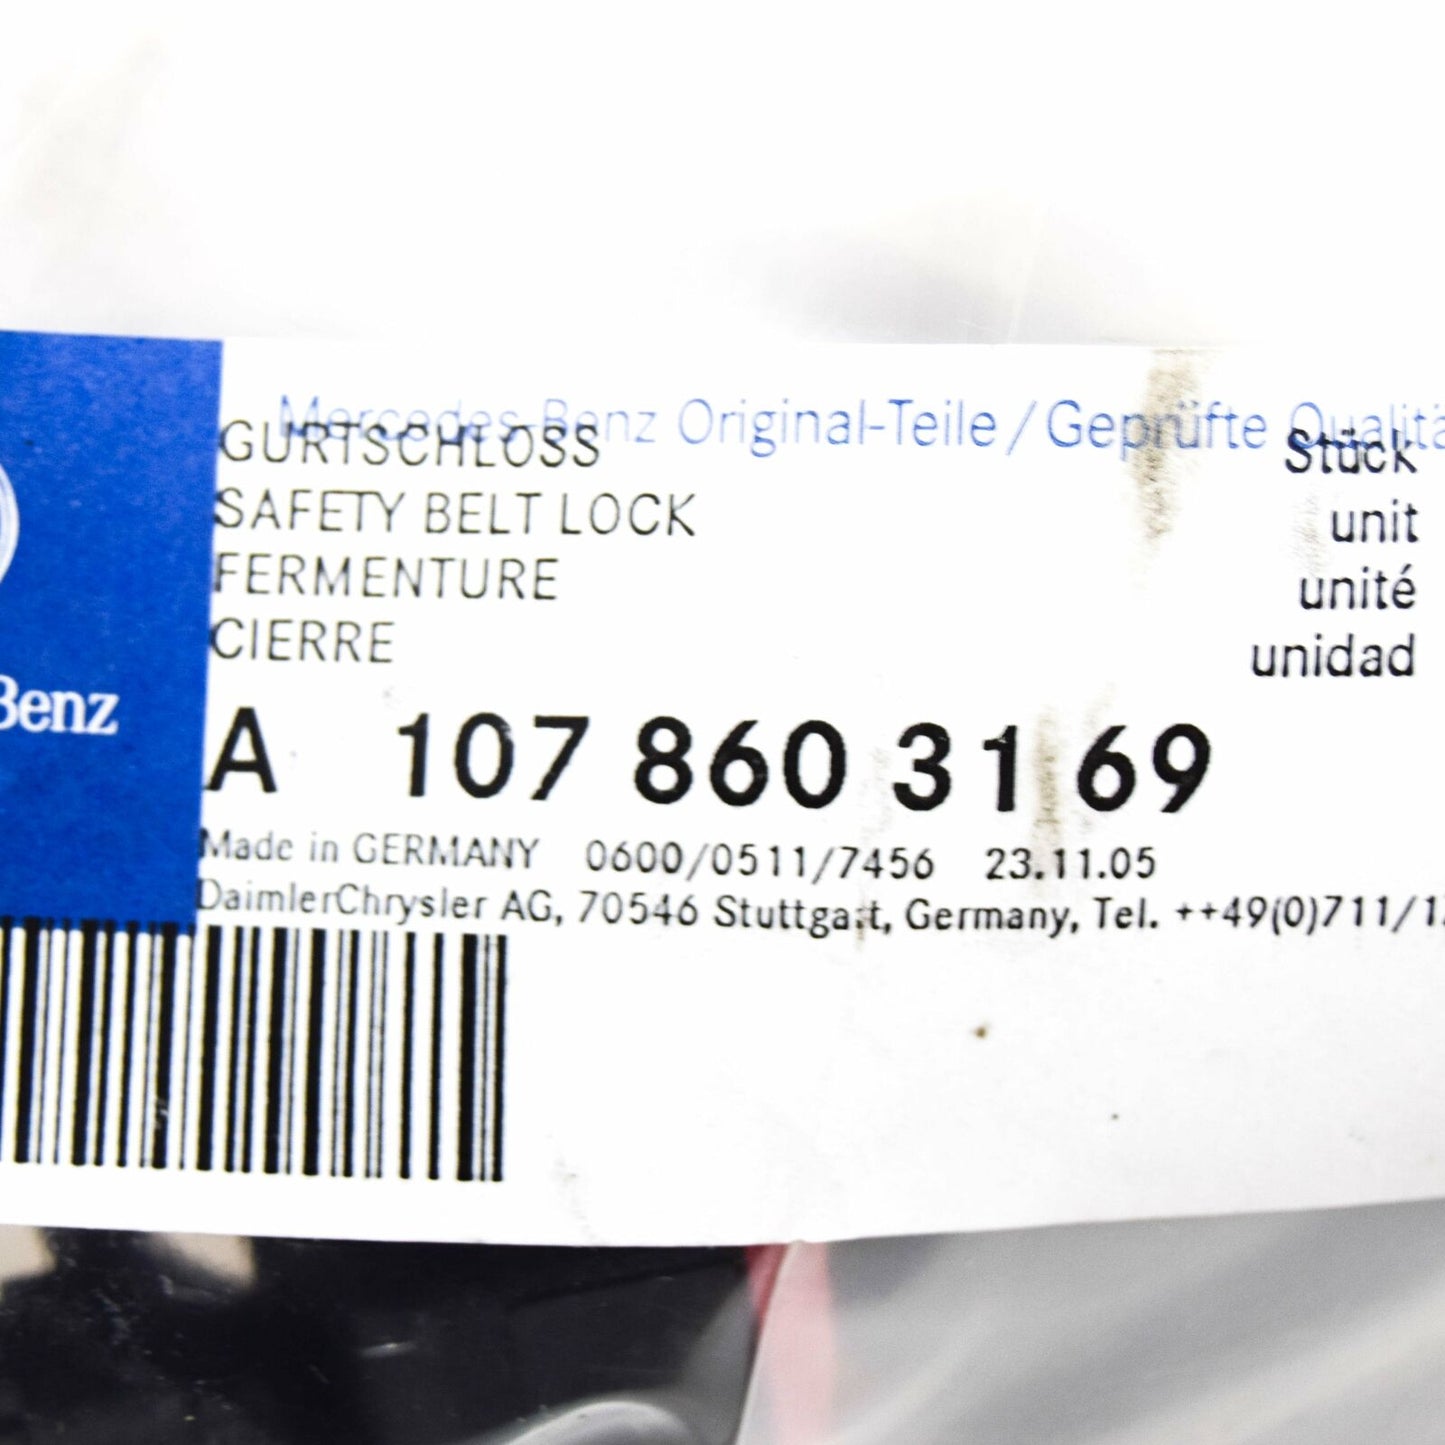 Benz
Mercedes-Benz Original-Teile / Geprüfte
GURTSCHLOSS
SAFETY BELT LOCK
FERMENTURE
CIERRE
Stück
unit
unité
unidad
A 107 860 31 69
Made in GERMANY 0600/0511/7456 23.11.05
DaimlerChrysler AG, 70546 Stuttgart, Germany, Tel. ++49(0)711/1